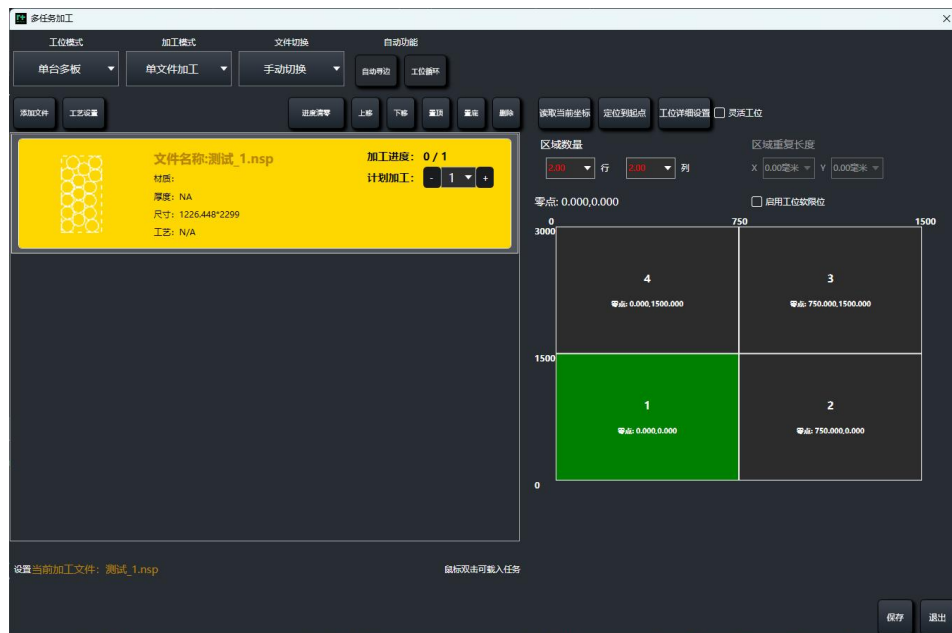 多任务加工
工位模式 加工模式 文件切换 自动功能
单台多板 单文件加工 手动切换 自动寻边 工位循环
添加文件 工艺设置 进度清零 上移 下移 置顶 置底 删除 读取当前坐标 定位到起点 工位详细设置 灵活工位
文件名称:测试_1.nsp
材质:
厚度: NA
尺寸: 1226.448*2299
工艺: N/A
加工进度: 0 / 1
计划加工: - 1 +
区域数量 区域重复长度
2.00 行 2.00 列 X 0.00毫米 Y 0.00毫米
零点: 0.000,0.000 启用工位软限位
0 750 1500
3000
4 3
零点: 0.000,1500.000 零点: 750.000,1500.000
1500
1 2
零点: 0.000,0.000 零点: 750.000,0.000
0
设置当前加工文件: 测试_1.nsp 鼠标双击可载入任务
保存 退出